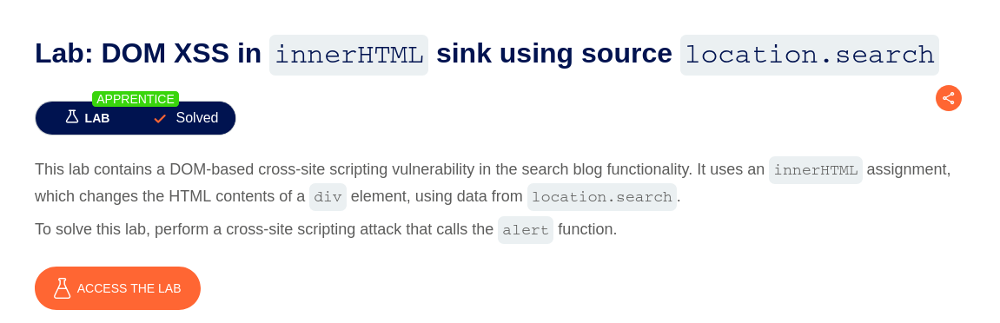 Lab: DOM XSS in innerHTML sink using source location.search
APPRENTICE
LAB Solved
This lab contains a DOM-based cross-site scripting vulnerability in the search blog functionality. It uses an innerHTML assignment,
which changes the HTML contents of a div element, using data from location.search.
To solve this lab, perform a cross-site scripting attack that calls the alert function.
ACCESS THE LAB